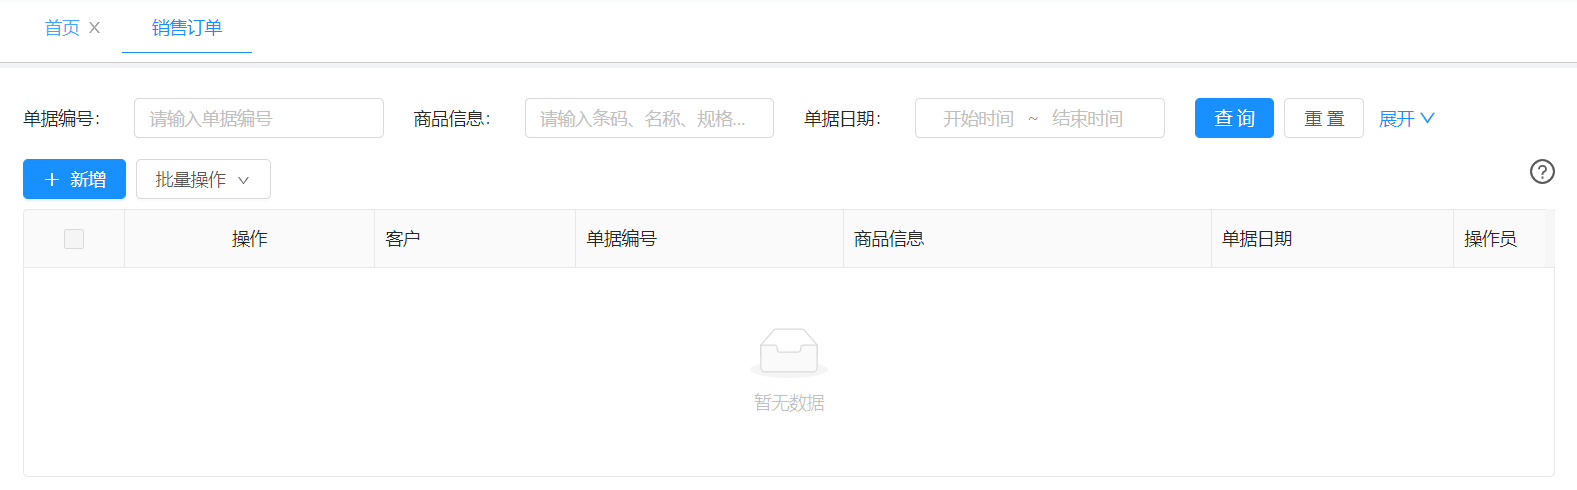 首页 X 销售订单
单据编号： 请输入单据编号 商品信息： 请输入条码、名称、规格... 单据日期： 开始时间 ~ 结束时间 查 询 重 置 展开
+ 新增 批量操作 ?
操作 客户 单据编号 商品信息 单据日期 操作员
暂无数据